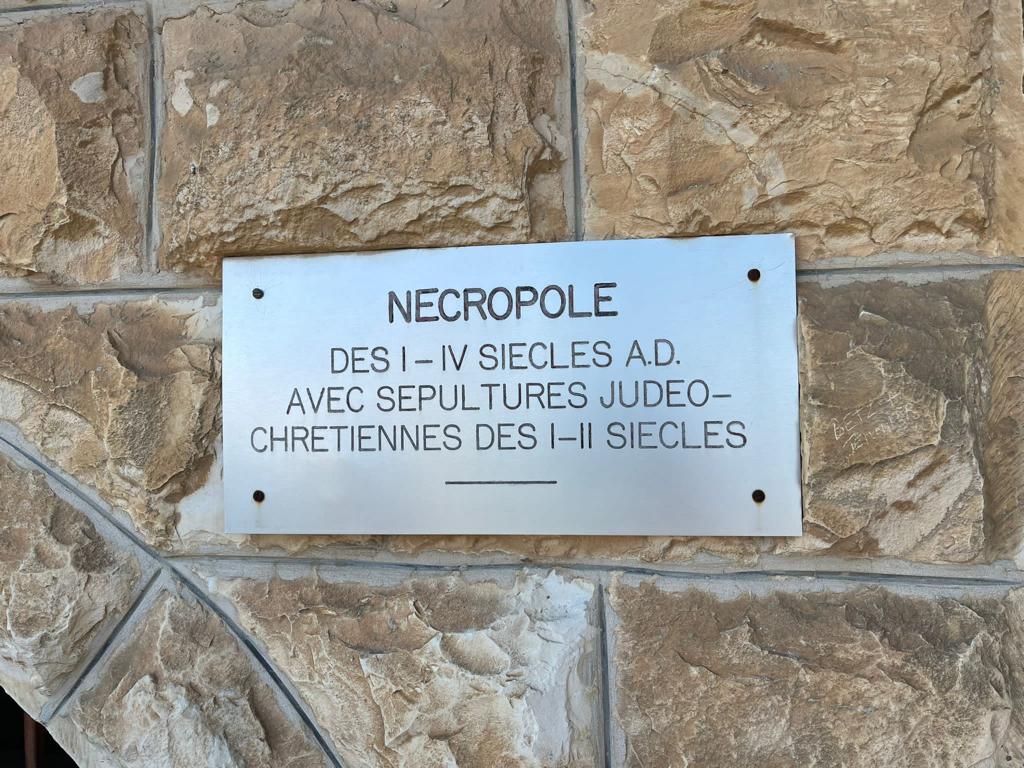 NECROPOLE
DES I – IV SIECLES A.D.
AVEC SEPULTURES JUDEO–
CHRETIENNES DES I–II SIECLES